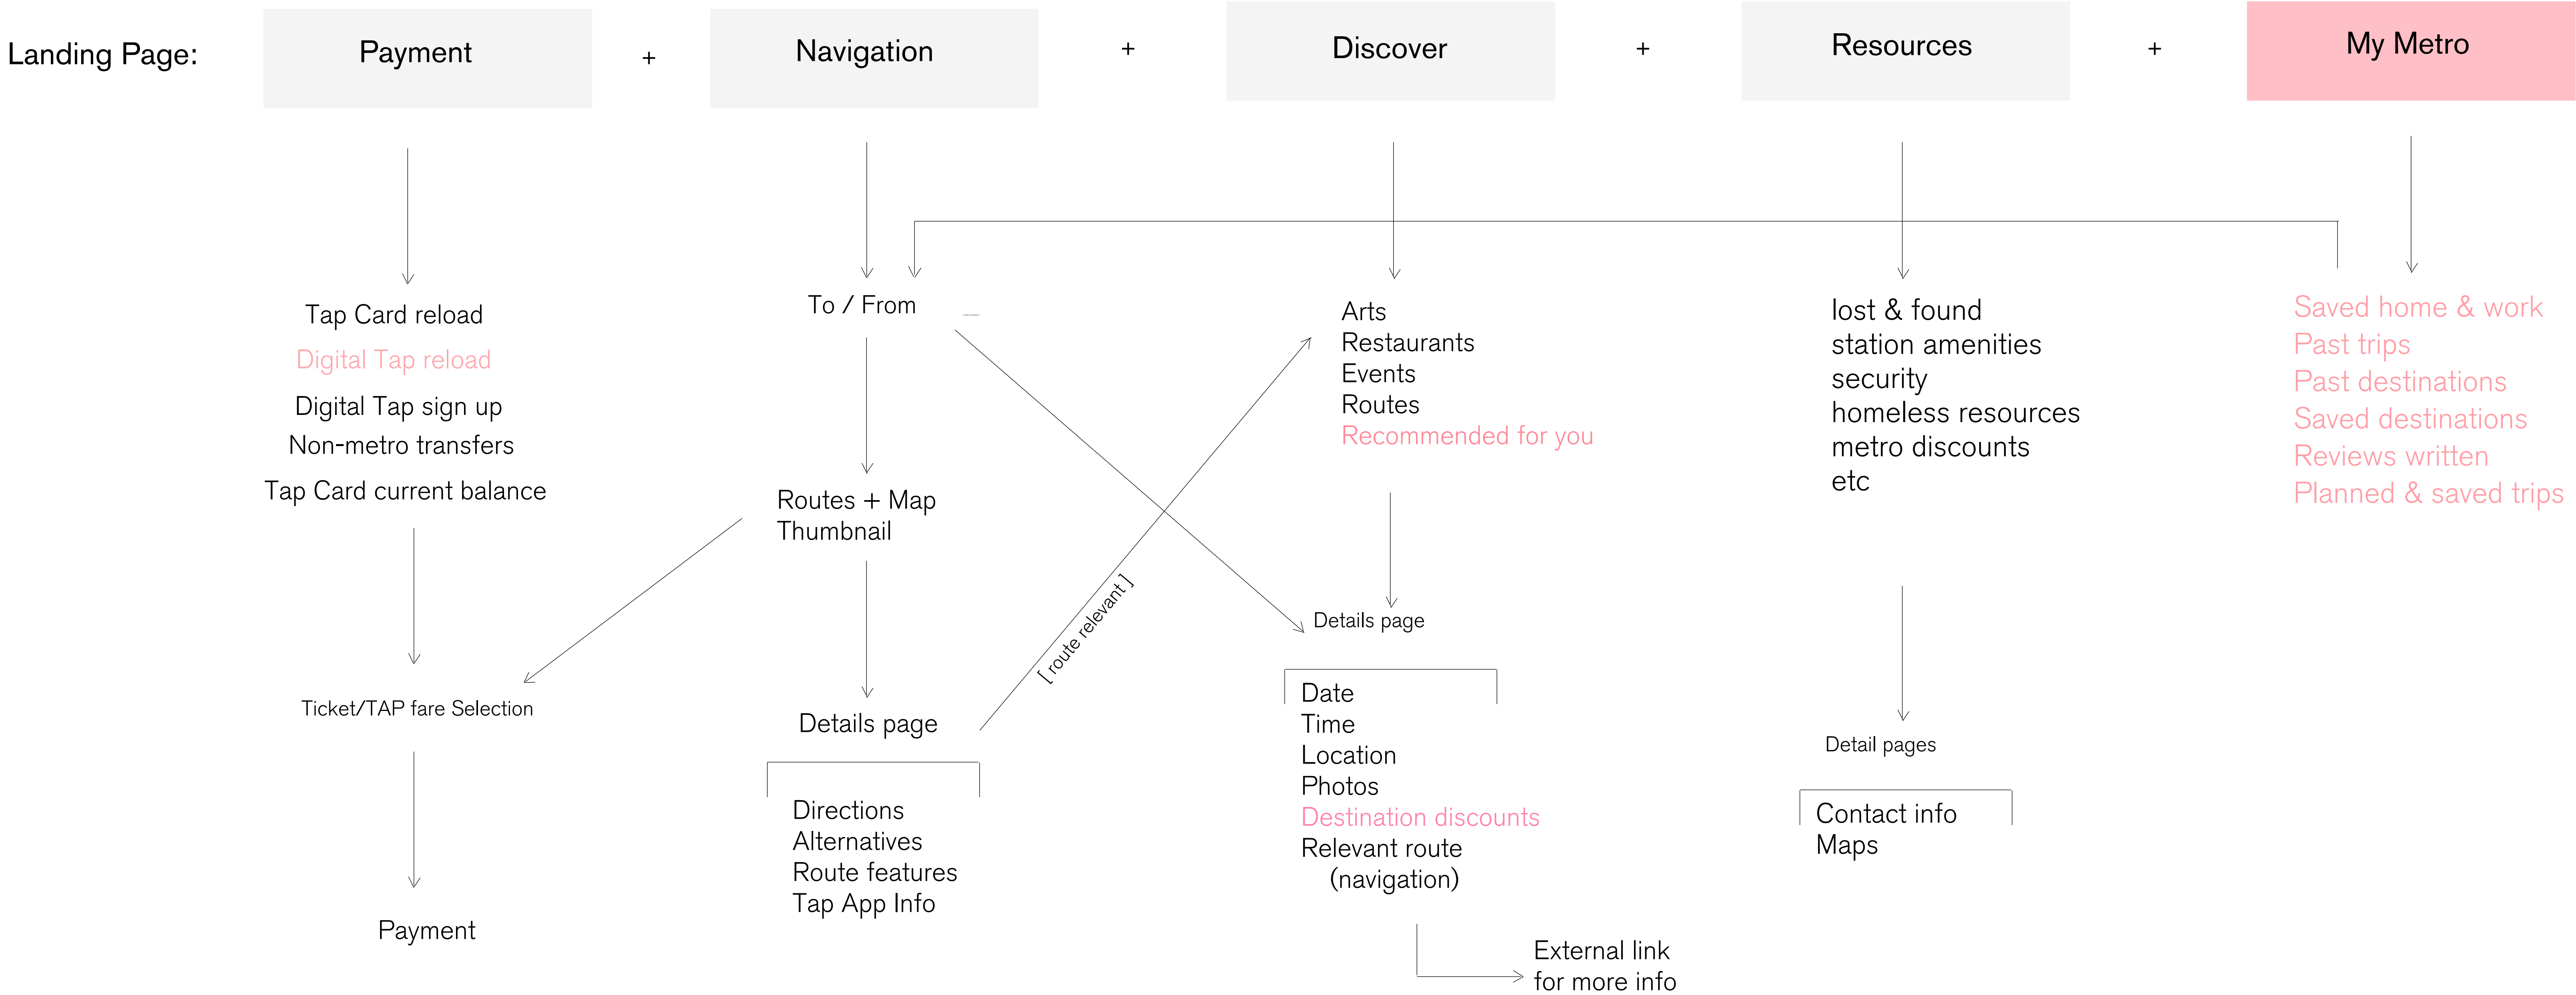 Landing Page:
Payment
+
Navigation
+
Discover
+
Resources
+
My Metro
Tap Card reload
Digital Tap reload
Digital Tap sign up
Non-metro transfers
Tap Card current balance
Ticket/TAP fare Selection
Payment
To / From
Routes + Map
Thumbnail
Details page
Directions
Alternatives
Route features
Tap App Info
[ route relevant ]
Arts
Restaurants
Events
Routes
Recommended for you
Details page
Date
Time
Location
Photos
Destination discounts
Relevant route
(navigation)
External link
for more info
lost & found
station amenities
security
homeless resources
metro discounts
etc
Detail pages
Contact info
Maps
Saved home & work
Past trips
Past destinations
Saved destinations
Reviews written
Planned & saved trips